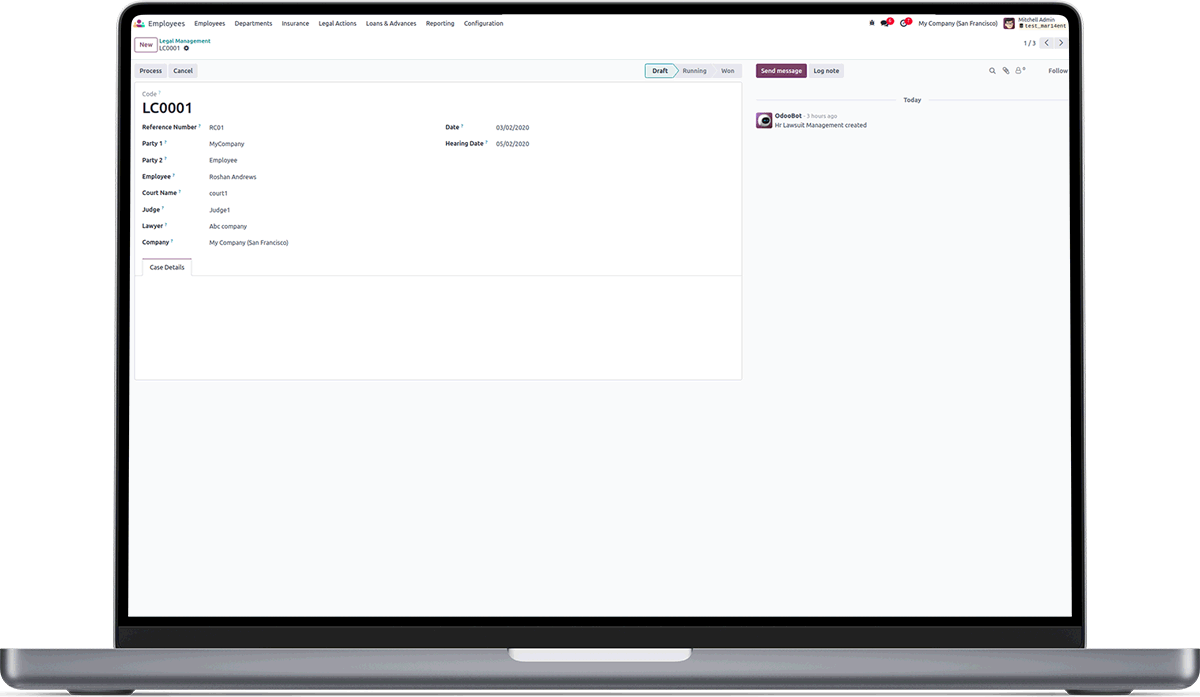 Employees Employees Departments Insurance Legal Actions Loans & Advances Reporting Configuration My Company (San Francisco) Mitchell Admin
test_mar14ent
New Legal Management
LC0001
1 / 3
Process Cancel Draft Running Won Send message Log note Follow
Code ?
LC0001
Today
Reference Number ? RC01 Date ? 03/02/2020
OdooBot - 3 hours ago
Hr Lawsuit Management created
Party 1 ? MyCompany Hearing Date ? 05/02/2020
Party 2 ? Employee
Employee ? Roshan Andrews
Court Name ? court1
Judge ? Judge1
Lawyer ? Abc company
Company ? My Company (San Francisco)
Case Details